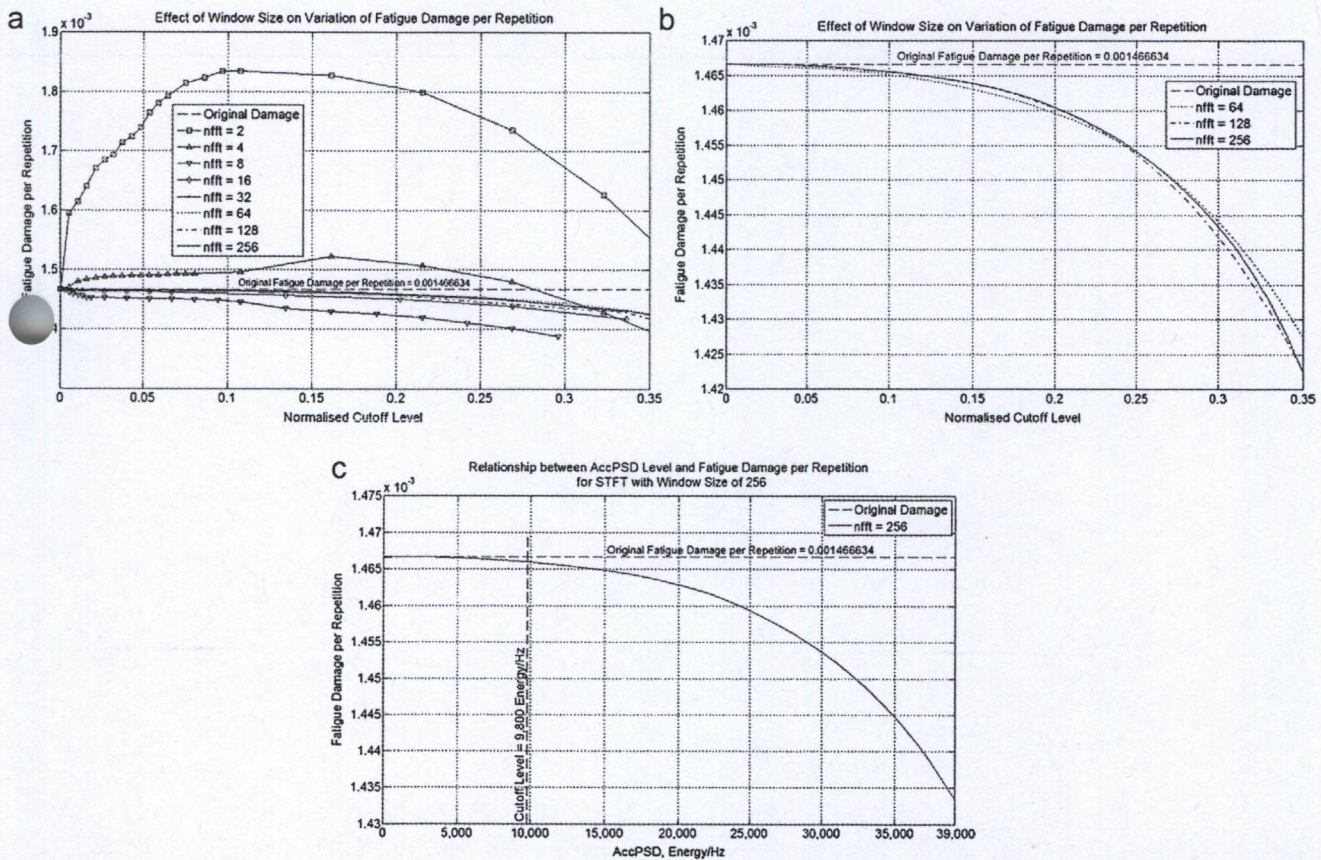 a
Effect of Window Size on Variation of Fatigue Damage per Repetition
x 10⁻³
1.9
1.8
1.7
1.6
1.5
Fatigue Damage per Repetition
Original Damage
nfft = 2
nfft = 4
nfft = 8
nfft = 16
nfft = 32
nfft = 64
nfft = 128
nfft = 256
Original Fatigue Damage per Repetition = 0.001466634
0
0.05
0.1
0.15
0.2
0.25
0.3
0.35
Normalised Cutoff Level
b
Effect of Window Size on Variation of Fatigue Damage per Repetition
x 10⁻³
1.47
1.465
1.46
1.455
1.45
1.445
1.44
1.435
1.43
1.425
1.42
Fatigue Damage per Repetition
Original Fatigue Damage per Repetition = 0.001466634
Original Damage
nfft = 64
nfft = 128
nfft = 256
0
0.05
0.1
0.15
0.2
0.25
0.3
0.35
Normalised Cutoff Level
c
Relationship between AccPSD Level and Fatigue Damage per Repetition
for STFT with Window Size of 256
x 10⁻³
1.475
1.47
1.465
1.46
1.455
1.45
1.445
1.44
1.435
1.43
Fatigue Damage per Repetition
Original Damage
nfft = 256
Original Fatigue Damage per Repetition = 0.001466634
Cutoff Level = 9,800 Energy/Hz
0
5,000
10,000
15,000
20,000
25,000
30,000
35,000
39,000
AccPSD, Energy/Hz